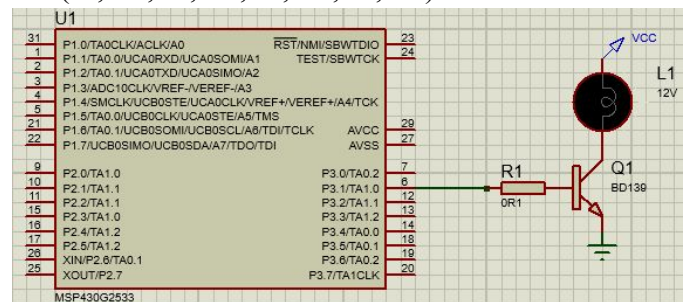 U1
31 P1.0/TA0CLK/ACLK/A0 RST/NMI/SBWTDIO 23
1 P1.1/TA0.0/UCA0RXD/UCA0SOMI/A1 TEST/SBWTCK 24
2 P1.2/TA0.1/UCA0TXD/UCA0SIMO/A2
3 P1.3/ADC10CLK/VREF-/VEREF-/A3
4 P1.4/SMCLK/UCB0STE/UCA0CLK/VREF+/VEREF+/A4/TCK
5 P1.5/TA0.0/UCB0CLK/UCA0STE/A5/TMS
21 P1.6/TA0.1/UCB0SOMI/UCB0SCL/A6/TDI/TCLK AVCC 29
22 P1.7/UCB0SIMO/UCB0SDA/A7/TDO/TDI AVSS 27
9 P2.0/TA1.0 P3.0/TA0.2 7
10 P2.1/TA1.1 P3.1/TA1.0 6
11 P2.2/TA1.1 P3.2/TA1.1 12
15 P2.3/TA1.0 P3.3/TA1.2 13
16 P2.4/TA1.2 P3.4/TA0.0 14
17 P2.5/TA1.2 P3.5/TA0.1 18
26 XIN/P2.6/TA0.1 P3.6/TA0.2 19
25 XOUT/P2.7 P3.7/TA1CLK 20
MSP430G2533
R1
0R1
VCC
L1
12V
Q1
BD139